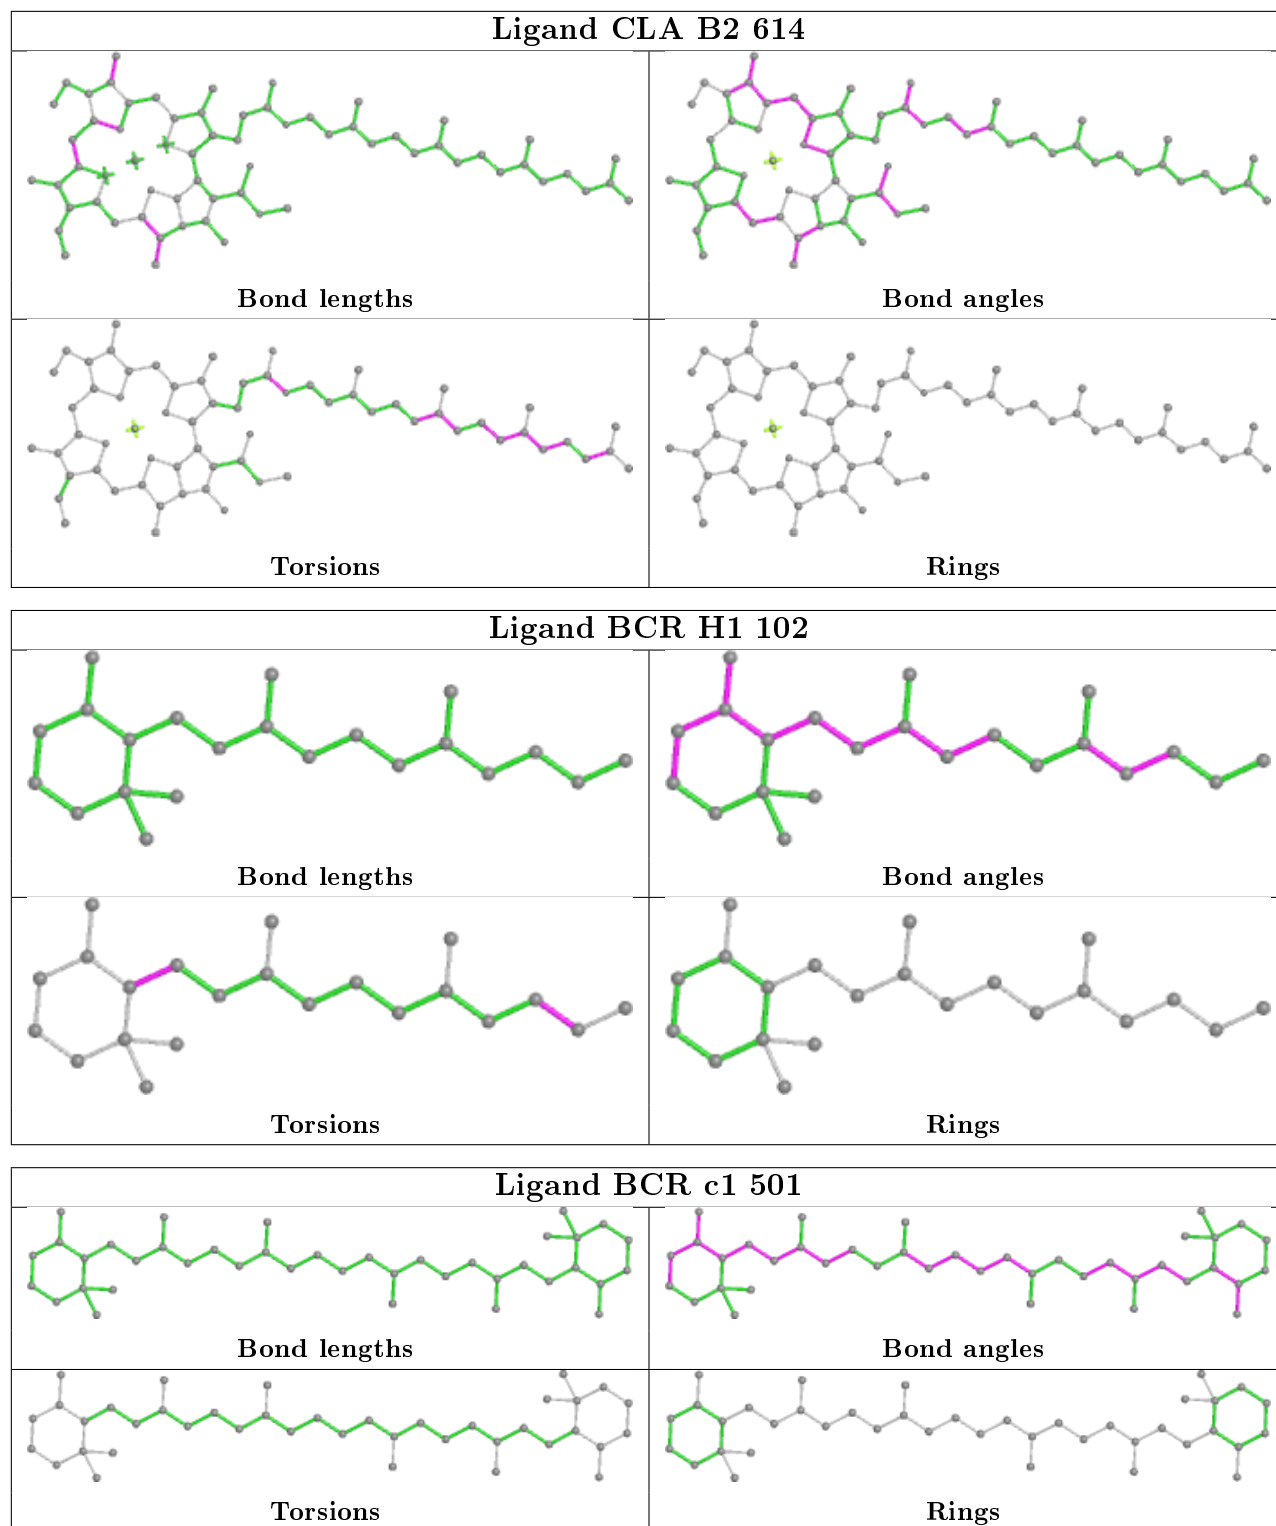 Ligand CLA B2 614
Bond lengths
Bond angles
Torsions
Rings
Ligand BCR H1 102
Bond lengths
Bond angles
Torsions
Rings
Ligand BCR c1 501
Bond lengths
Bond angles
Torsions
Rings